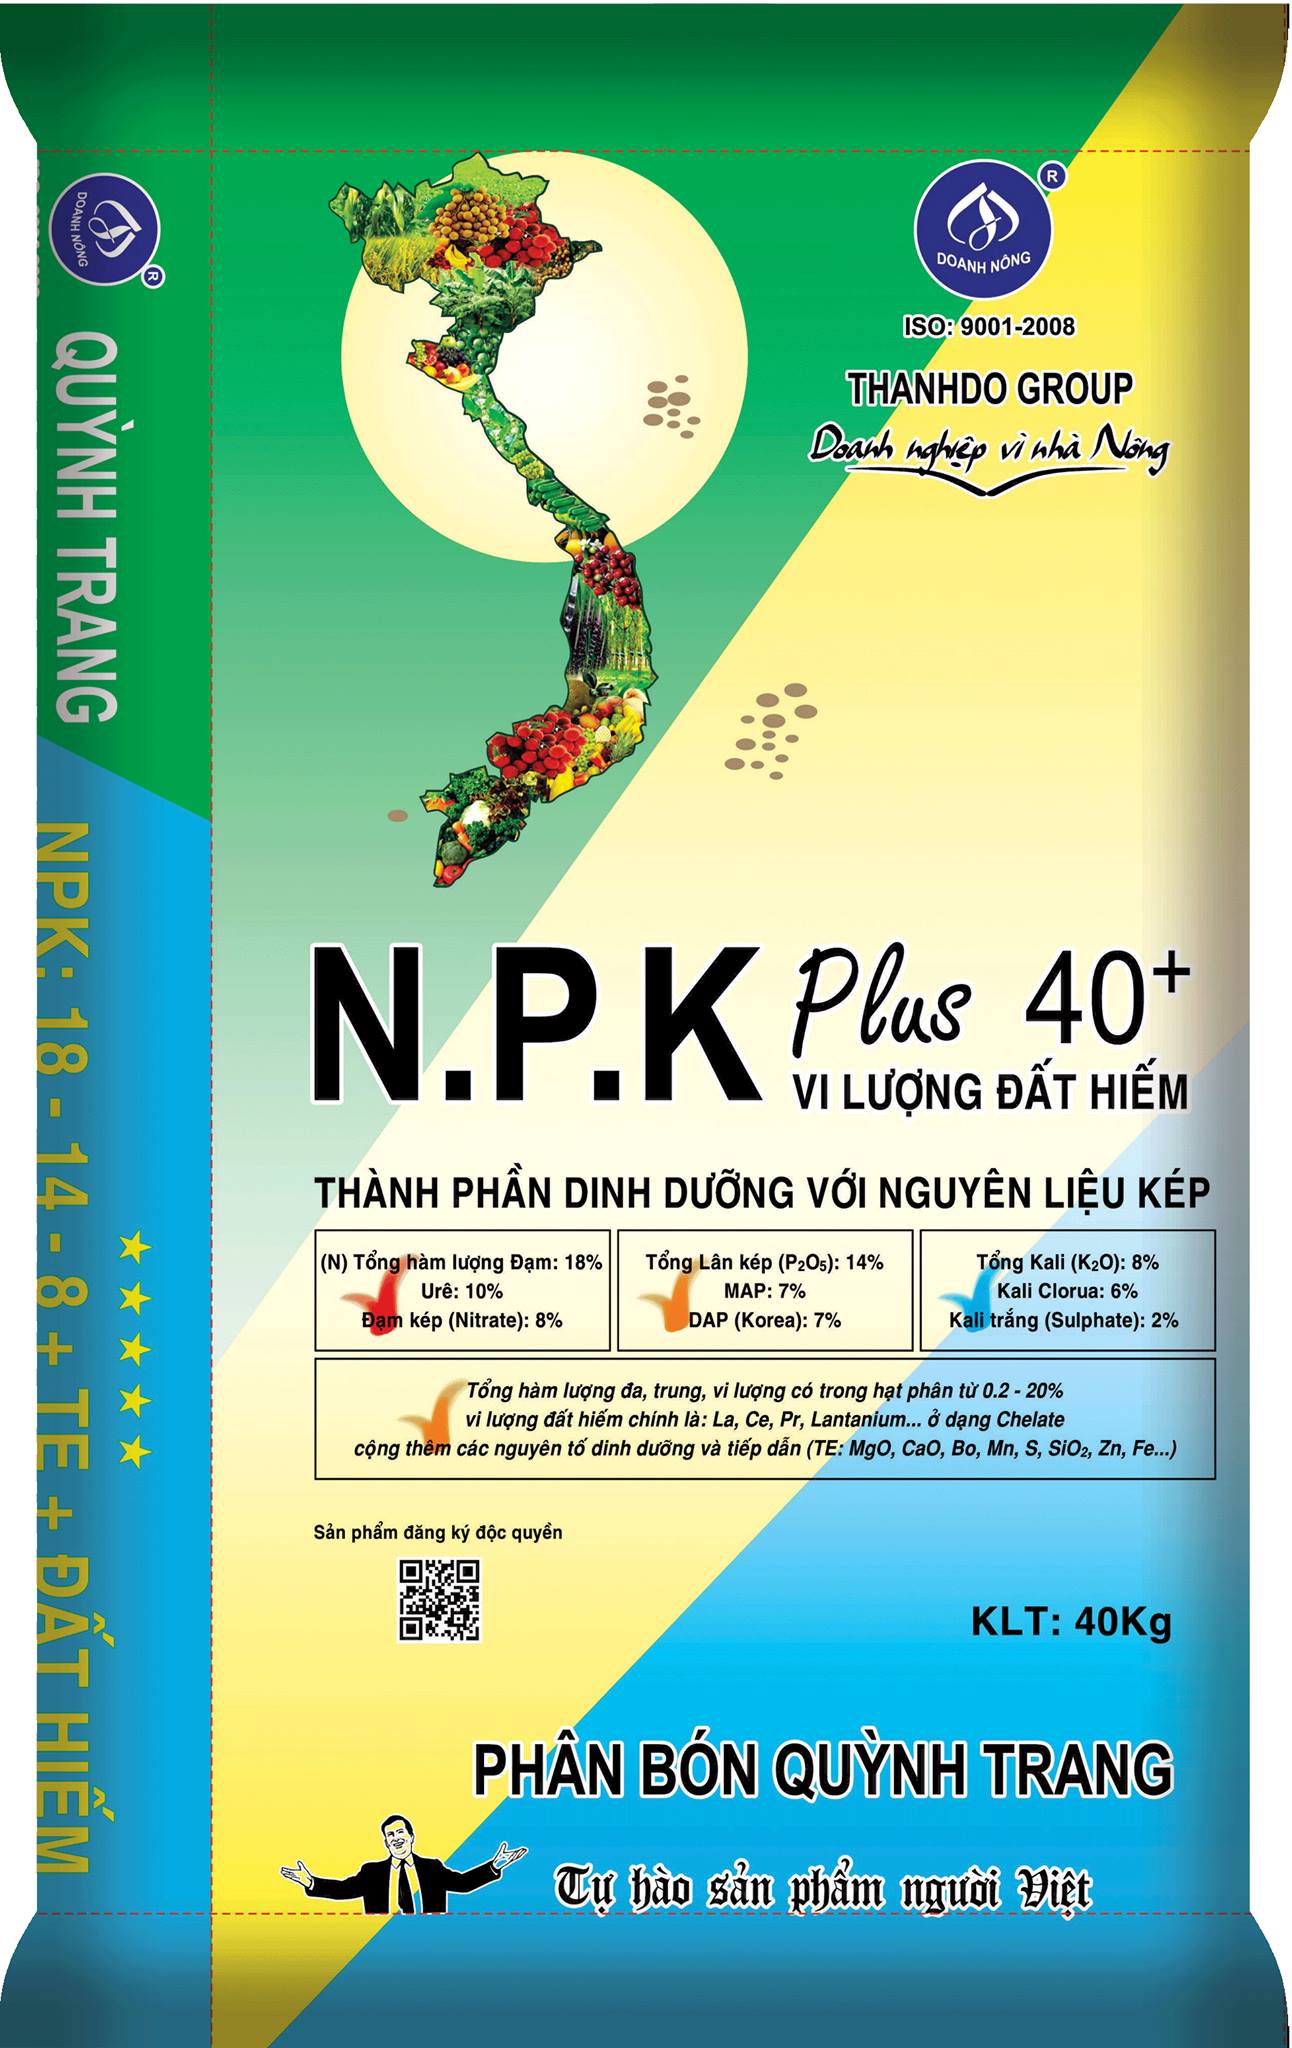 DOANH NÔNG
R
QUỲNH TRANG
NPK: 18 - 14 - 8 + TE + ĐẤT HIẾM
DOANH NÔNG
R
ISO: 9001-2008
THANHDO GROUP
Doanh nghiệp vì nhà Nông
N.P.K Plus 40+
VI LƯỢNG ĐẤT HIẾM
THÀNH PHẦN DINH DƯỠNG VỚI NGUYÊN LIỆU KÉP
(N) Tổng hàm lượng Đạm: 18%
Urê: 10%
Đạm kép (Nitrate): 8%
Tổng Lân kép (P₂O₅): 14%
MAP: 7%
DAP (Korea): 7%
Tổng Kali (K₂O): 8%
Kali Clorua: 6%
Kali trắng (Sulphate): 2%
Tổng hàm lượng đa, trung, vi lượng có trong hạt phân từ 0.2 - 20%
vi lượng đất hiếm chính là: La, Ce, Pr, Lantanium... ở dạng Chelate
cộng thêm các nguyên tố dinh dưỡng và tiếp dẫn (TE: MgO, CaO, Bo, Mn, S, SiO₂, Zn, Fe...)
Sản phẩm đăng ký độc quyền
KLT: 40Kg
PHÂN BÓN QUỲNH TRANG
Tự hào sản phẩm người Việt